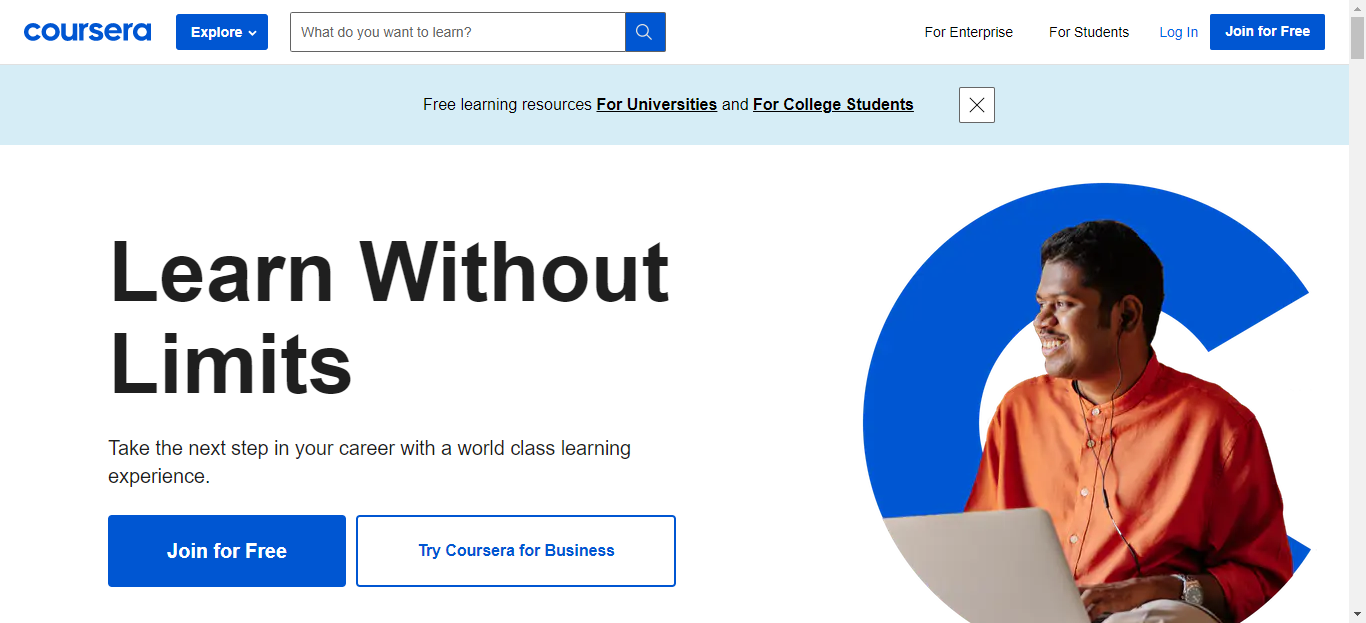 coursera
Explore
What do you want to learn?
For Enterprise
For Students
Log In
Join for Free
Free learning resources For Universities and For College Students
Learn Without
Limits
Take the next step in your career with a world class learning
experience.
Join for Free
Try Coursera for Business